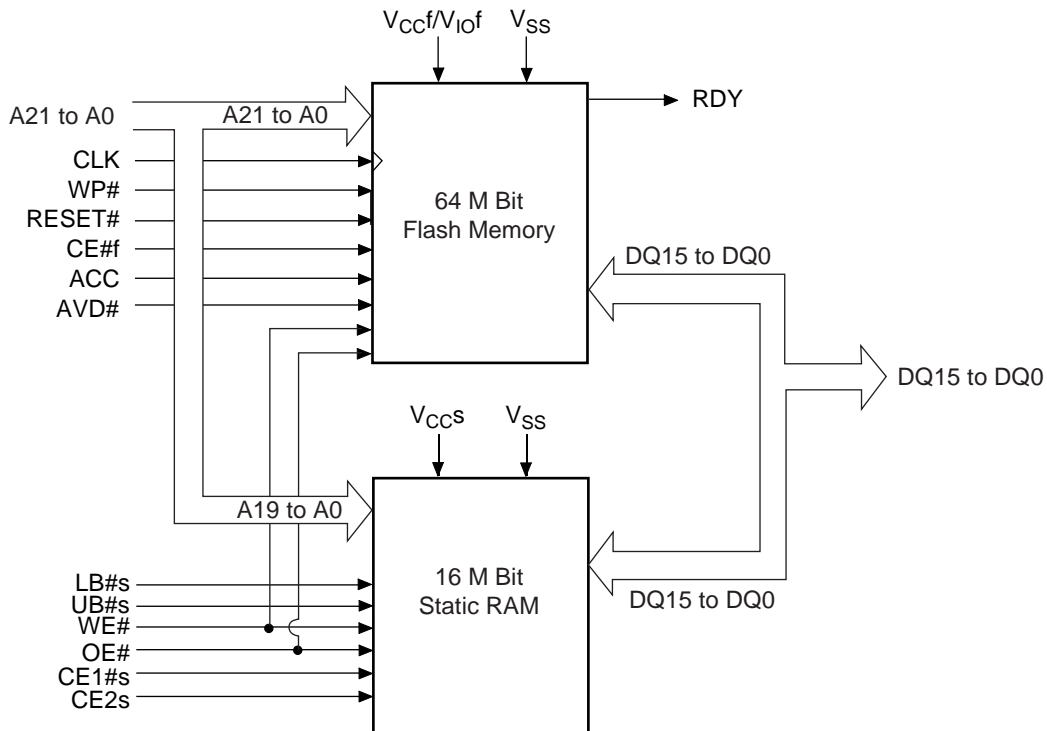 VCCf/VIOf
VSS
RDY
A21 to A0
A21 to A0
CLK
WP#
RESET#
CE#f
ACC
AVD#
64 M Bit
Flash Memory
DQ15 to DQ0
DQ15 to DQ0
VCCs
VSS
A19 to A0
LB#s
UB#s
WE#
OE#
CE1#s
CE2s
16 M Bit
Static RAM
DQ15 to DQ0